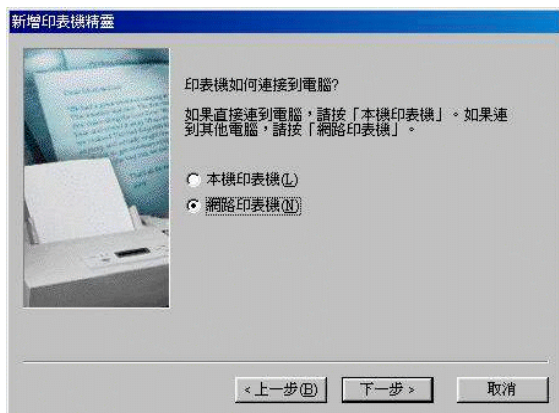 新增印表機精靈
印表機如何連接到電腦?
如果直接連到電腦，請按「本機印表機」。如果連
到其他電腦，請按「網路印表機」。
本機印表機(L)
網路印表機(N)
<上一步(B)
下一步>
取消